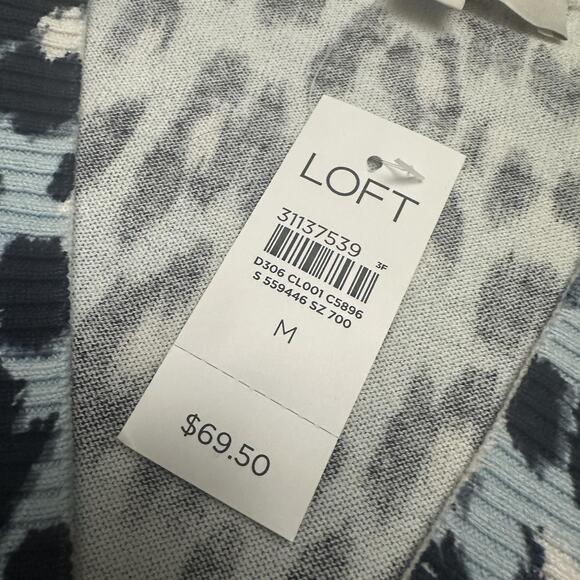 LOFT
31137539
3F
D306 CL001 C5896
S 559446 SZ 700
M
$69.50